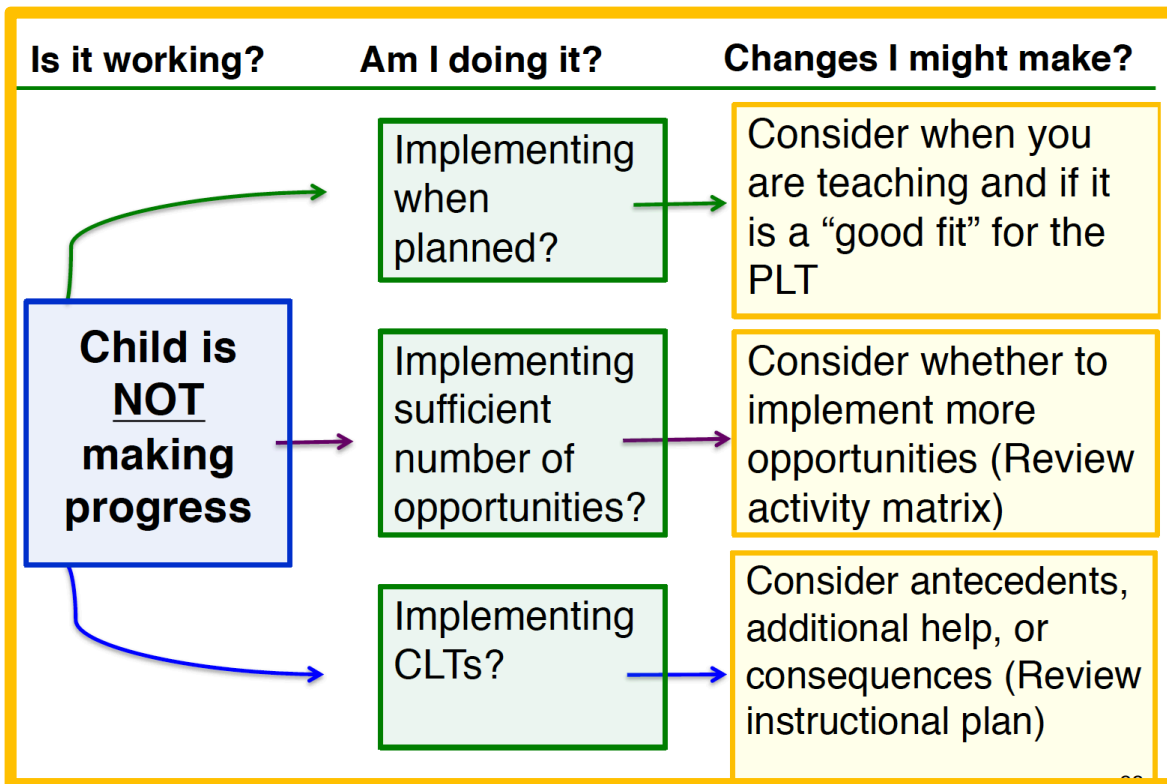 Is it working?
Am I doing it?
Changes I might make?
Child is
NOT
making
progress
Implementing
when
planned?
Consider when you
are teaching and if it
is a “good fit” for the
PLT
Implementing
sufficient
number of
opportunities?
Consider whether to
implement more
opportunities (Review
activity matrix)
Implementing
CLTs?
Consider antecedents,
additional help, or
consequences (Review
instructional plan)